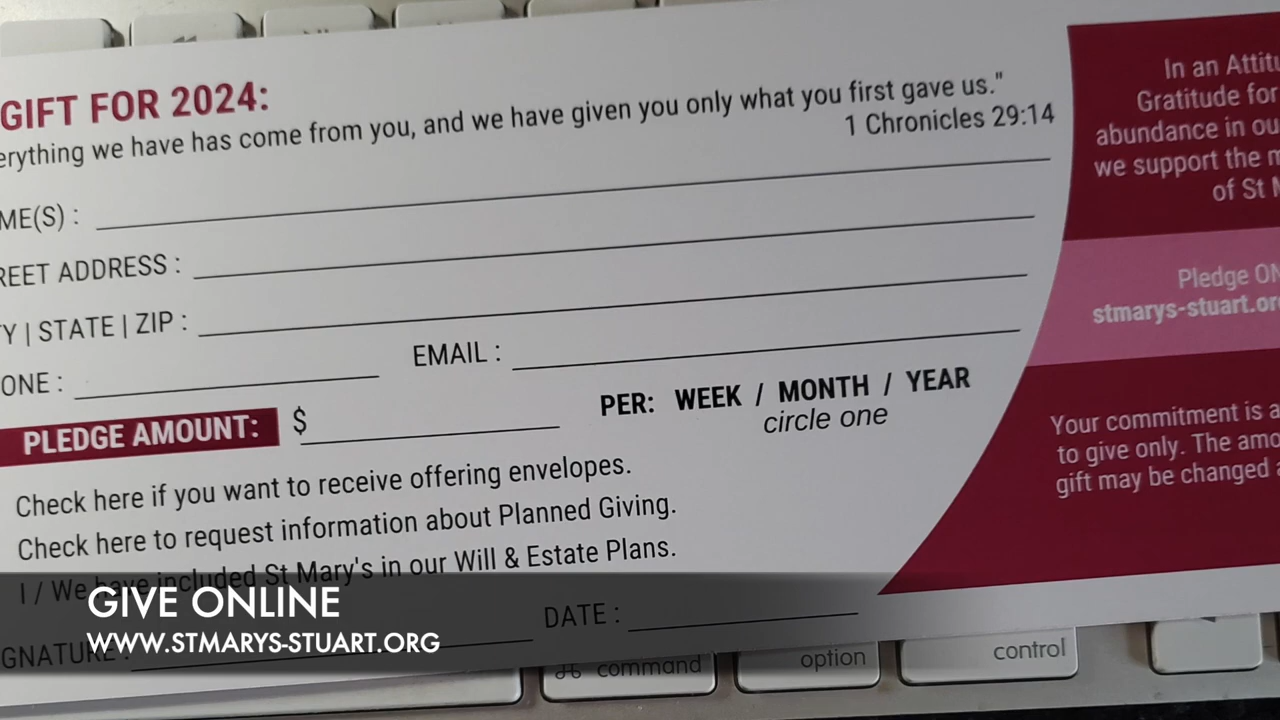 GIFT FOR 2024:
erything we have has come from you, and we have given you only what you first gave us."
1 Chronicles 29:14
ME(S) :
REET ADDRESS :
Y | STATE | ZIP :
ONE :
EMAIL :
PLEDGE AMOUNT: $
PER: WEEK / MONTH / YEAR
circle one
Check here if you want to receive offering envelopes.
Check here to request information about Planned Giving.
I / We have included St Mary's in our Will & Estate Plans.
GNATURE :
DATE :
In an Attitu
Gratitude for
abundance in ou
we support the m
of St M
Pledge ON
stmarys-stuart.or
Your commitment is a
to give only. The amo
gift may be changed a
GIVE ONLINE
WWW.STMARYS-STUART.ORG
command
option
control